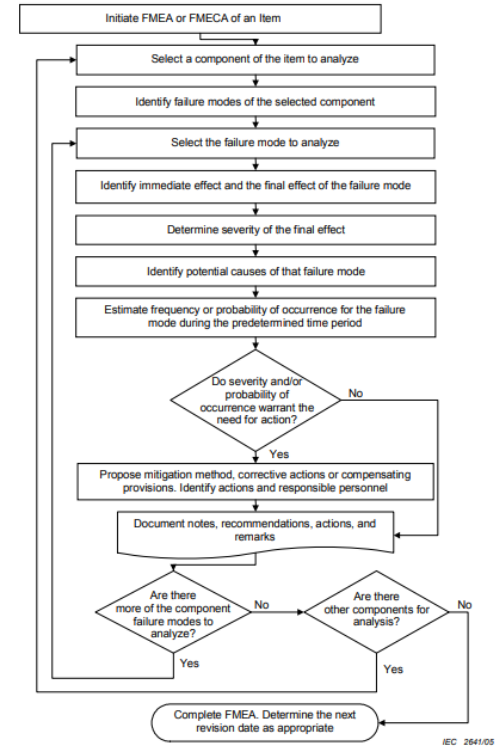 Initiate FMEA or FMECA of an Item
Select a component of the item to analyze
Identify failure modes of the selected component
Select the failure mode to analyze
Identify immediate effect and the final effect of the failure mode
Determine severity of the final effect
Identify potential causes of that failure mode
Estimate frequency or probability of occurrence for the failure
mode during the predetermined time period
Do severity and/or
probability of
occurrence warrant the
need for action?
No
Yes
Propose mitigation method, corrective actions or compensating
provisions. Identify actions and responsible personnel
Document notes, recommendations, actions, and
remarks
Are there
more of the component
failure modes to
analyze?
No
Yes
Are there
other components for
analysis?
No
Yes
Complete FMEA. Determine the next
revision date as appropriate
IEC 2641/05